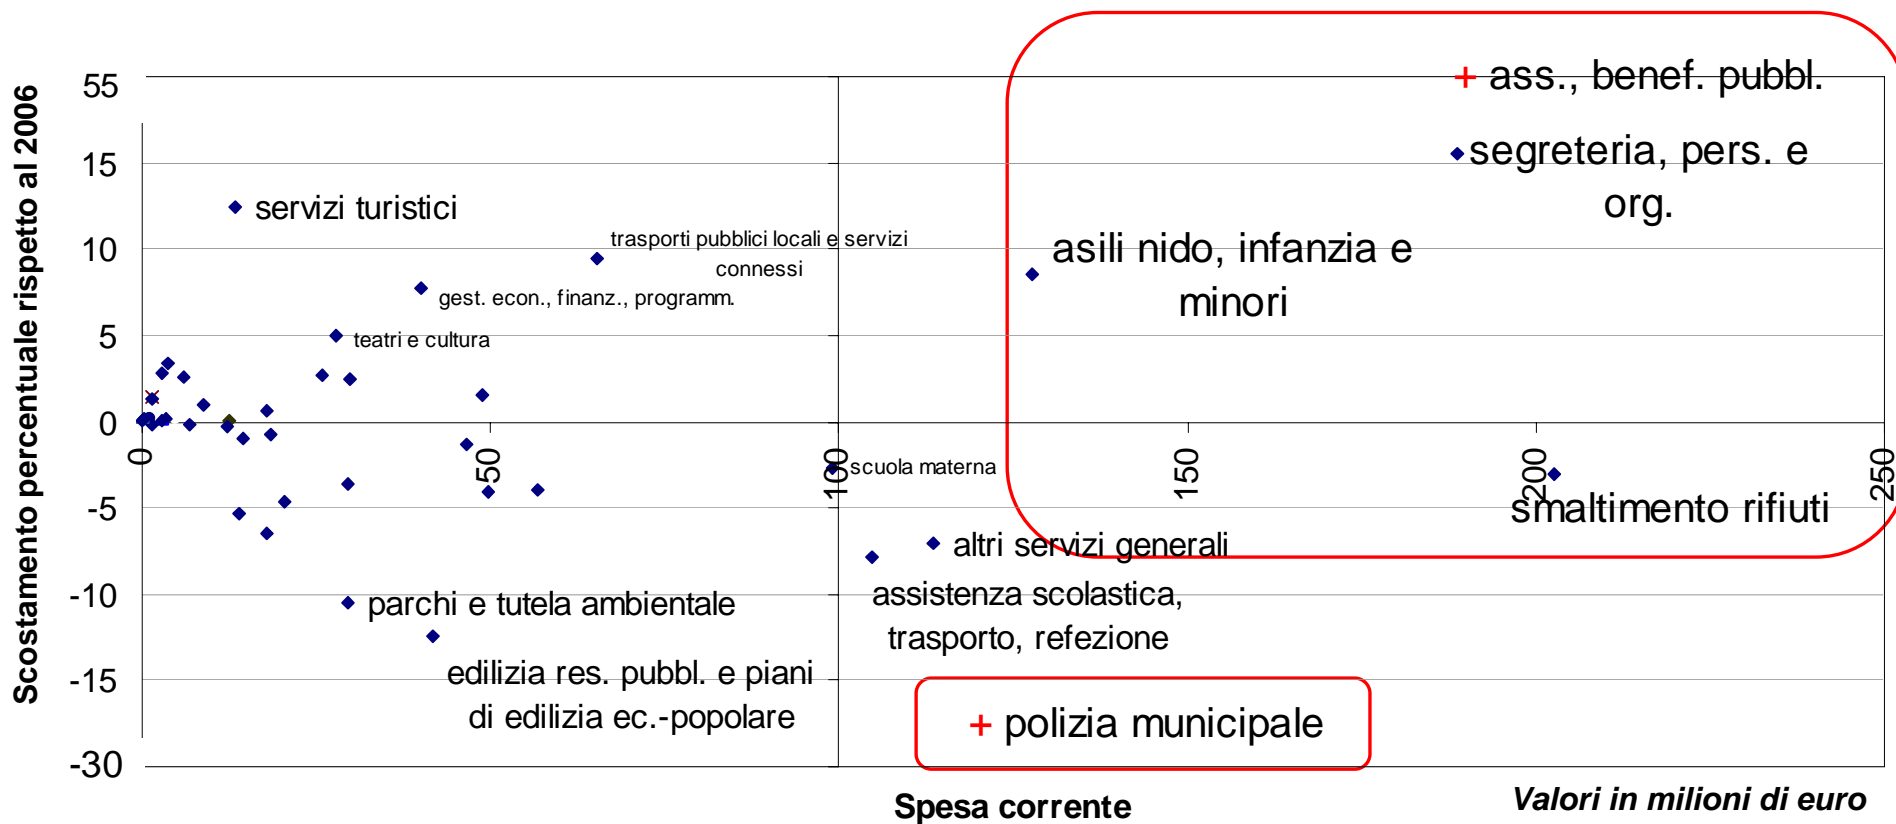 Scostamento percentuale rispetto al 2006
55
15
10
5
0
-5
-10
-15
-30
+ ass., benef. pubbl.
segreteria, pers. e
org.
servizi turistici
trasporti pubblici locali e servizi
connessi
asili nido, infanzia e
minori
gest. econ., finanz., programm.
teatri e cultura
0
50
100
150
200
250
scuola materna
smaltimento rifiuti
altri servizi generali
assistenza scolastica,
trasporto, refezione
parchi e tutela ambientale
edilizia res. pubbl. e piani
di edilizia ec.-popolare
+ polizia municipale
Spesa corrente
Valori in milioni di euro